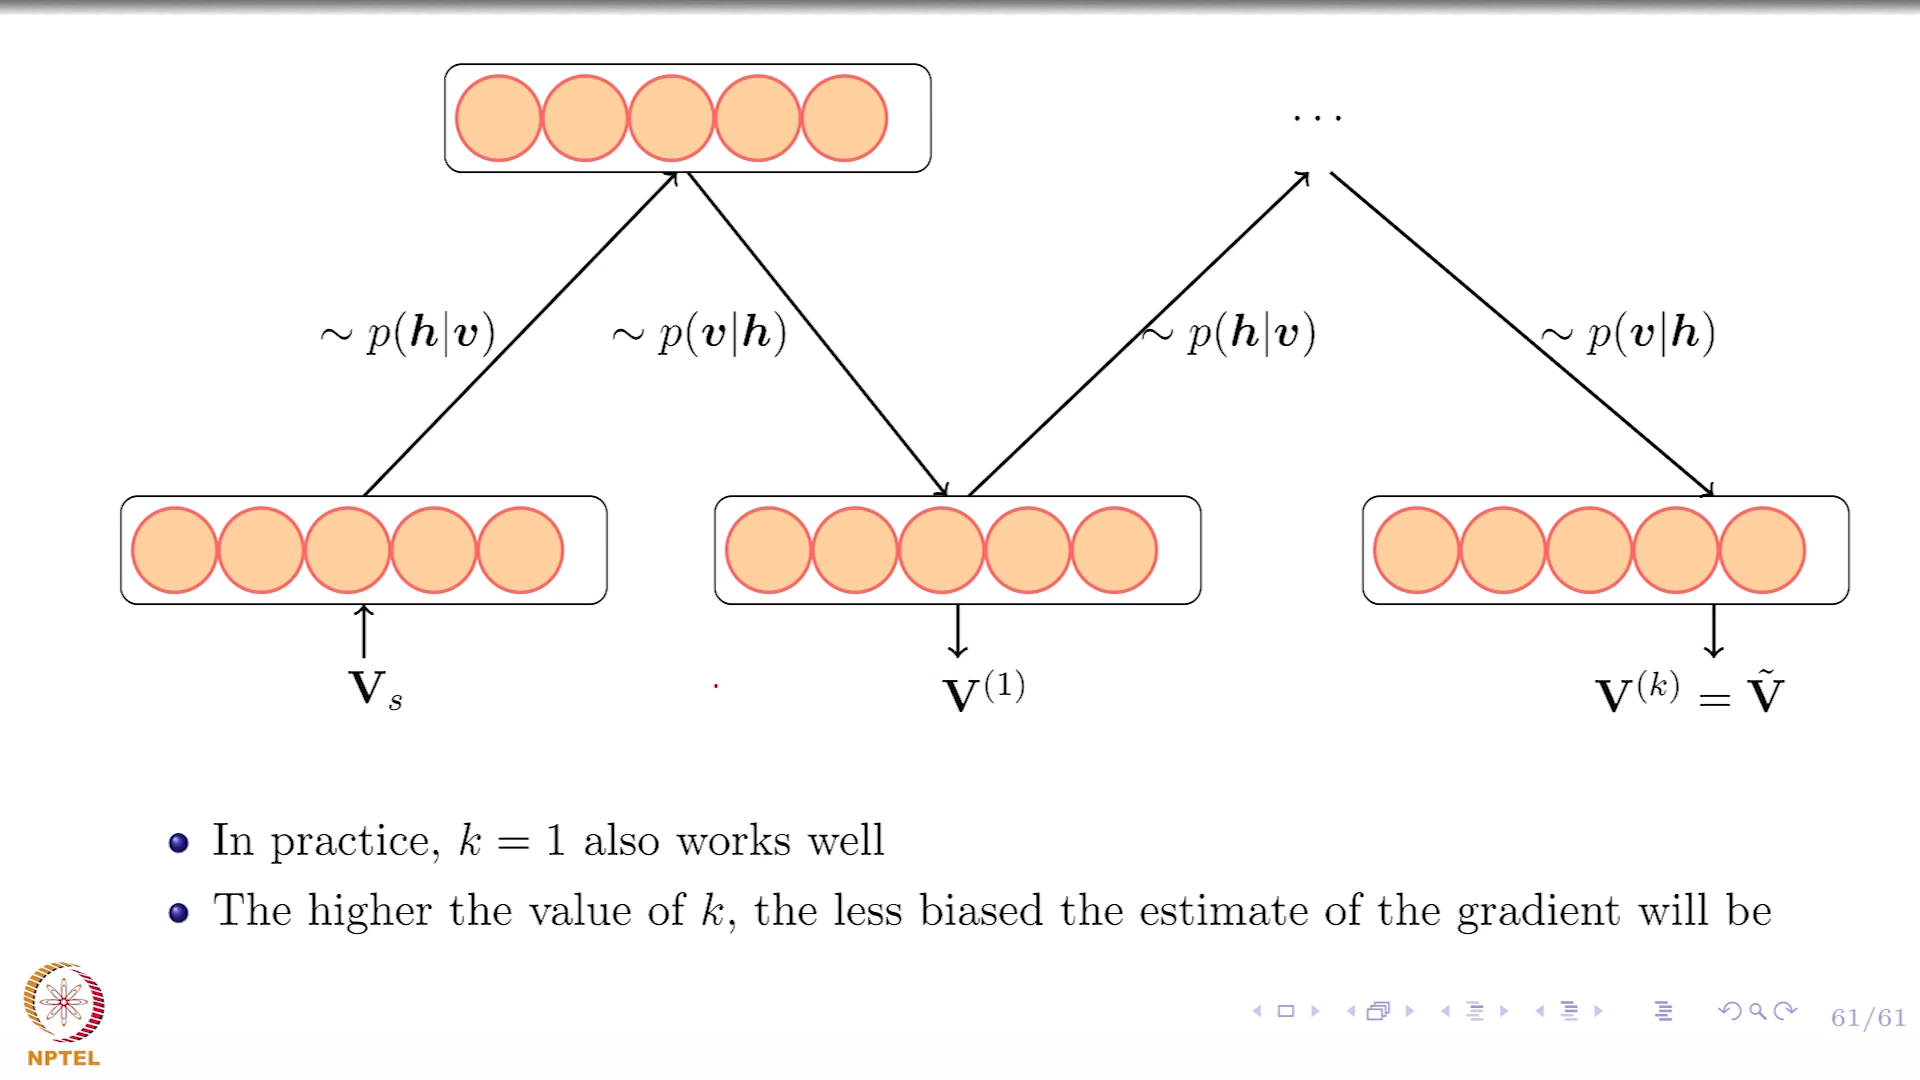 · · ·
∼ p(h|v)
∼ p(v|h)
∼ p(h|v)
∼ p(v|h)
V_s
V^(1)
V^(k) = Ṽ
In practice, k = 1 also works well
The higher the value of k, the less biased the estimate of the gradient will be
NPTEL
61/61